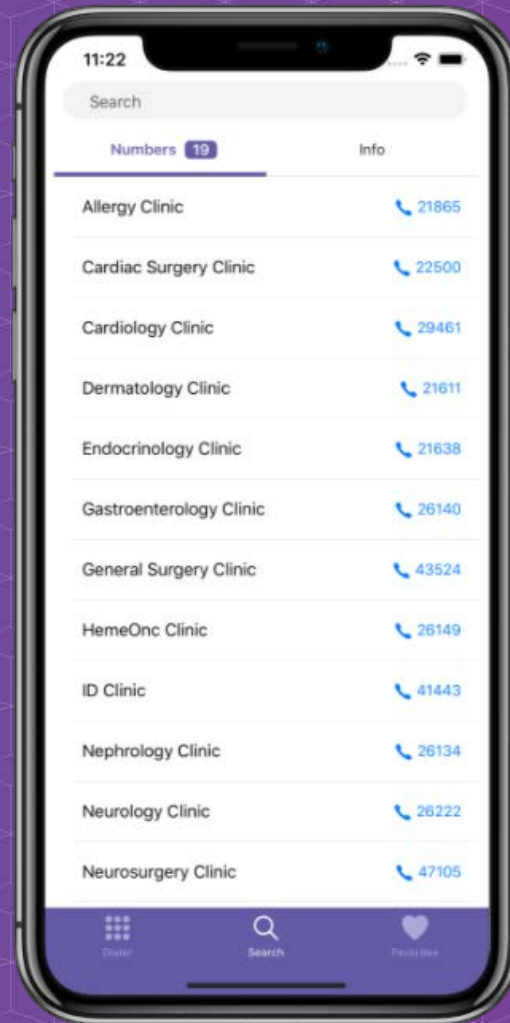 11:22
Search
Numbers 19
Info
Allergy Clinic 21865
Cardiac Surgery Clinic 22500
Cardiology Clinic 29461
Dermatology Clinic 21611
Endocrinology Clinic 21638
Gastroenterology Clinic 26140
General Surgery Clinic 43524
HemeOnc Clinic 26149
ID Clinic 41443
Nephrology Clinic 26134
Neurology Clinic 26222
Neurosurgery Clinic 47105
Dialer
Search
Favorites